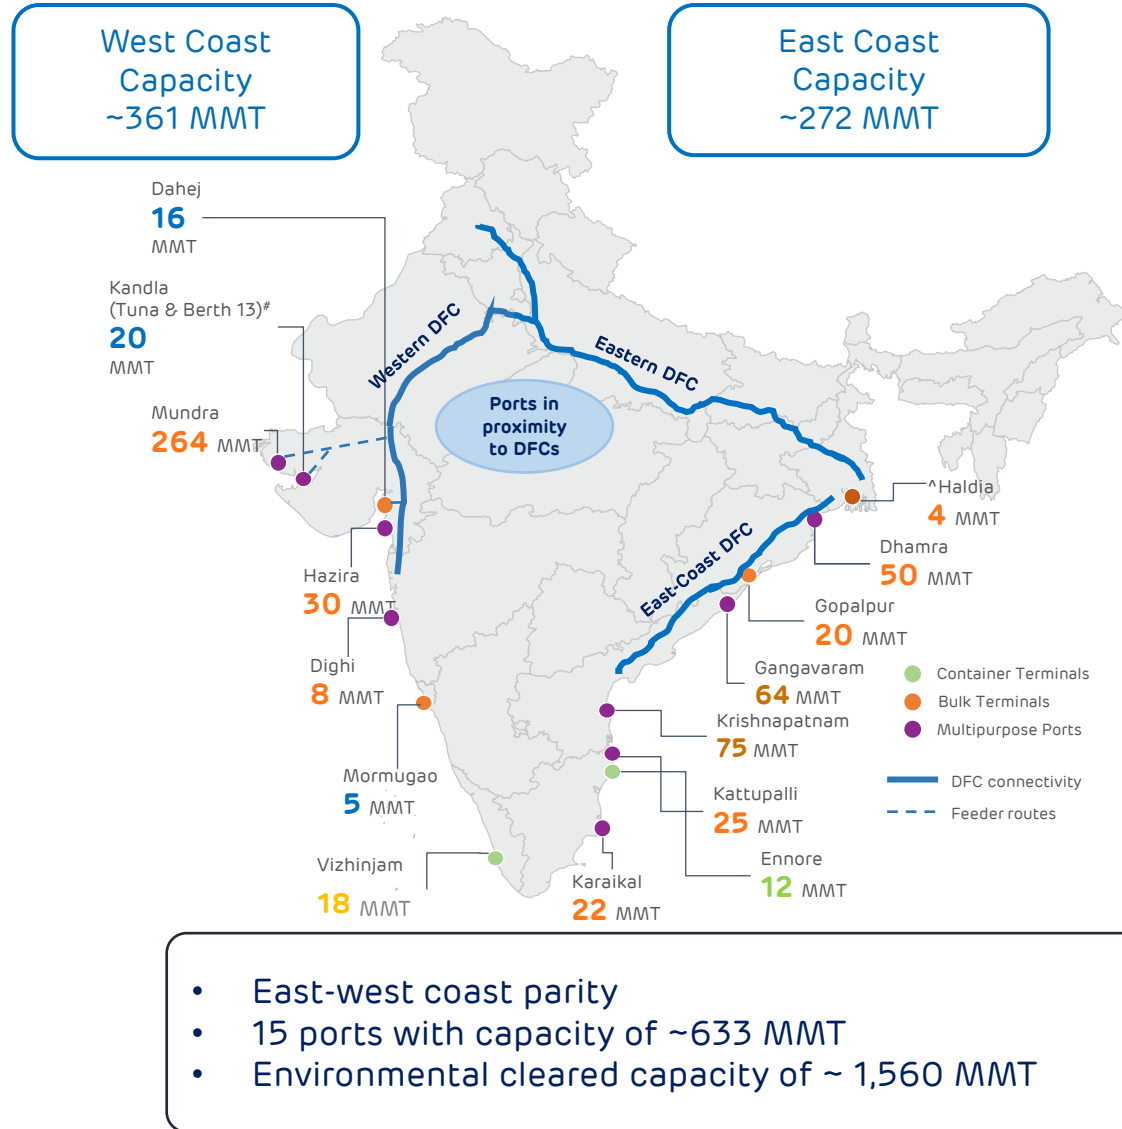 West Coast
Capacity
~361 MMT
East Coast
Capacity
~272 MMT
Dahej
16
MMT
Kandla
(Tuna & Berth 13)#
20
MMT
Mundra
264 MMT
Western DFC
Eastern DFC
Ports in
proximity
to DFCs
East-Coast DFC
^Haldia
4 MMT
Dhamra
50 MMT
Gopalpur
20 MMT
Gangavaram
64 MMT
Krishnapatnam
75 MMT
Kattupalli
25 MMT
Ennore
12 MMT
Karaikal
22 MMT
Hazira
30 MMT
Dighi
8 MMT
Mormugao
5 MMT
Vizhinjam
18 MMT
Container Terminals
Bulk Terminals
Multipurpose Ports
DFC connectivity
Feeder routes
• East-west coast parity
• 15 ports with capacity of ~633 MMT
• Environmental cleared capacity of ~ 1,560 MMT